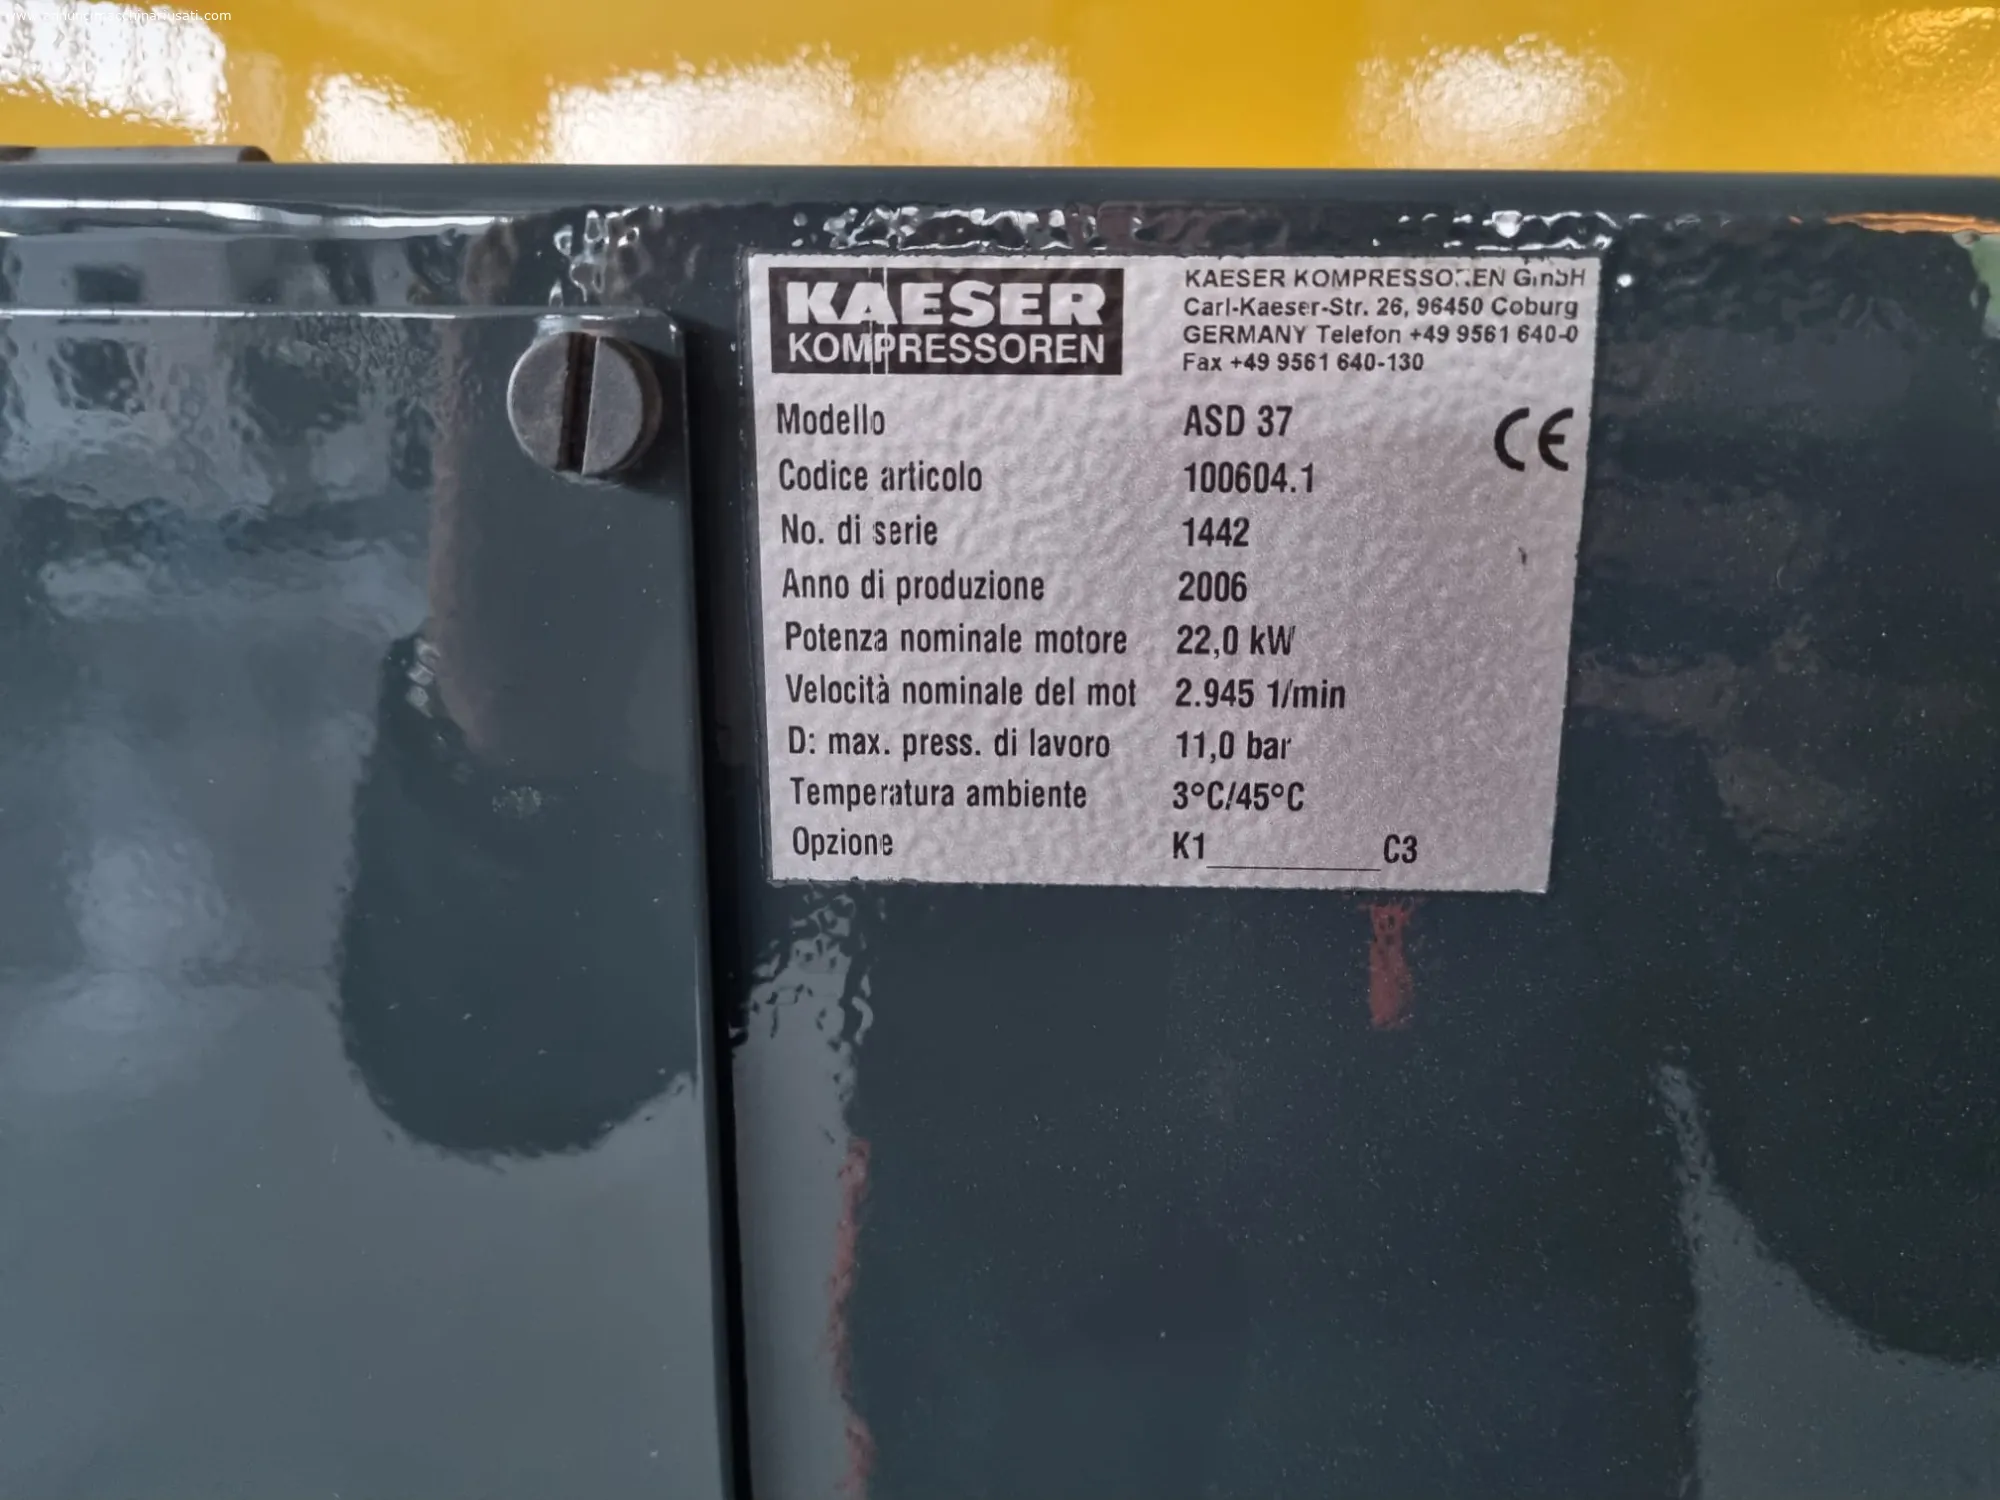 KAESER
KOMPRESSOREN
KAESER KOMPRESSOREN GmbH
Carl-Kaeser-Str. 26, 96450 Coburg
GERMANY Telefon +49 9561 640-0
Fax +49 9561 640-130
CE
Modello ASD 37
Codice articolo 100604.1
No. di serie 1442
Anno di produzione 2006
Potenza nominale motore 22,0 kW
Velocità nominale del mot 2.945 1/min
D: max. press. di lavoro 11,0 bar
Temperatura ambiente 3°C/45°C
Opzione K1__________C3